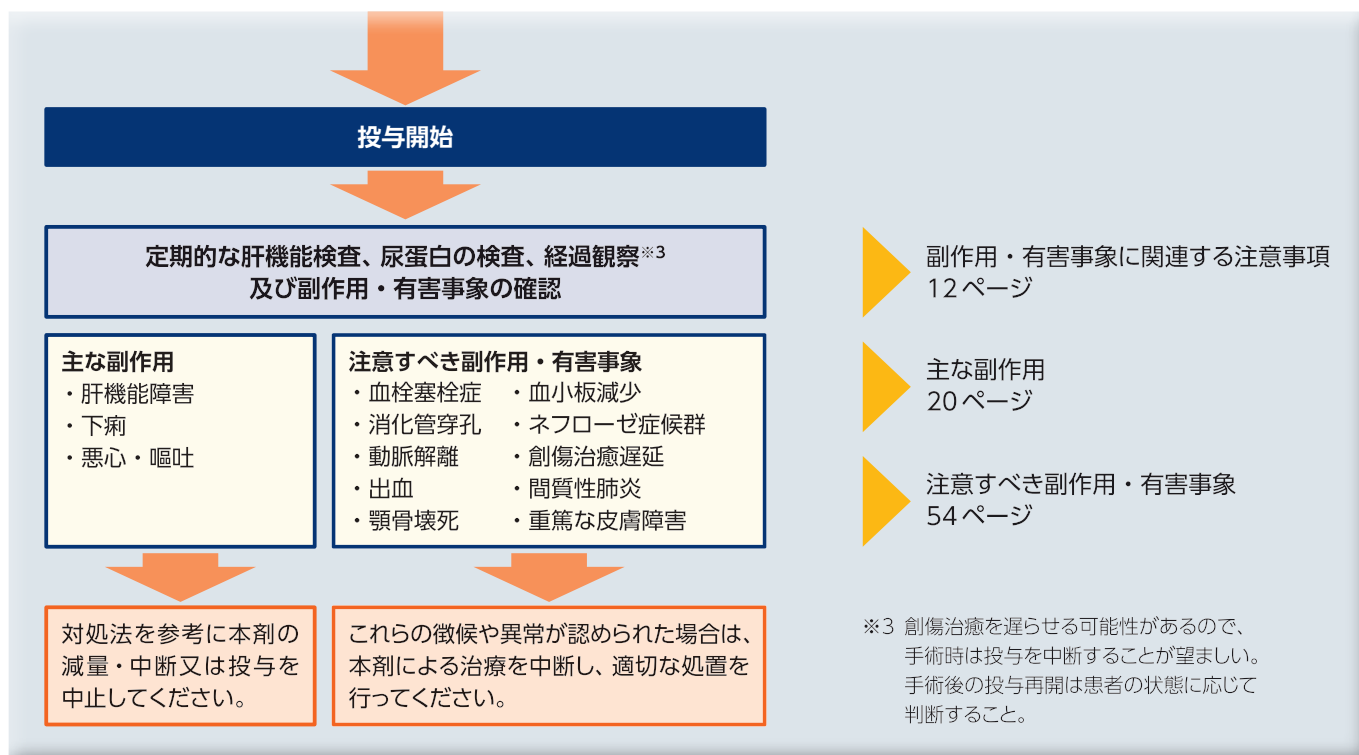 投与開始
定期的な肝機能検査、尿蛋白の検査、経過観察※3
及び副作用・有害事象の確認
副作用・有害事象に関連する注意事項
12ページ
主な副作用
・肝機能障害
・下痢
・悪心・嘔吐
注意すべき副作用・有害事象
・血栓塞栓症 ・血小板減少
・消化管穿孔 ・ネフローゼ症候群
・動脈解離 ・創傷治癒遅延
・出血 ・間質性肺炎
・顎骨壊死 ・重篤な皮膚障害
主な副作用
20ページ
注意すべき副作用・有害事象
54ページ
対処法を参考に本剤の
減量・中断又は投与を
中止してください。
これらの徴候や異常が認められた場合は、
本剤による治療を中断し、適切な処置を
行ってください。
※3 創傷治癒を遅らせる可能性があるので、
手術時は投与を中断することが望ましい。
手術後の投与再開は患者の状態に応じて
判断すること。